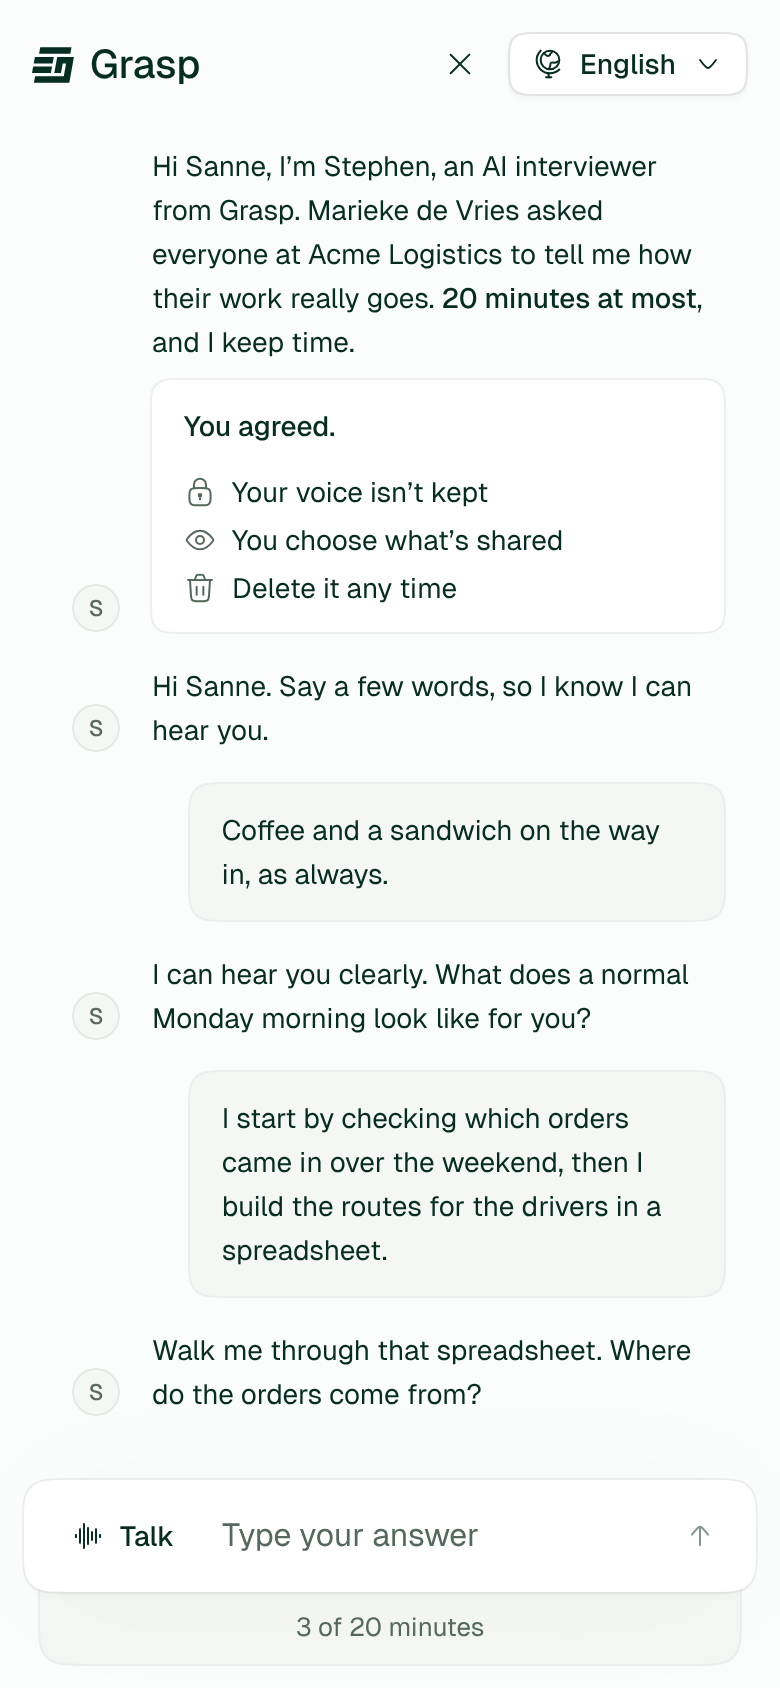 Grasp
English
Hi Sanne, I’m Stephen, an AI interviewer
from Grasp. Marieke de Vries asked
everyone at Acme Logistics to tell me how
their work really goes. 20 minutes at most,
and I keep time.
You agreed.
Your voice isn’t kept
You choose what’s shared
Delete it any time
S
Hi Sanne. Say a few words, so I know I can
hear you.
S
Coffee and a sandwich on the way
in, as always.
I can hear you clearly. What does a normal
Monday morning look like for you?
S
I start by checking which orders
came in over the weekend, then I
build the routes for the drivers in a
spreadsheet.
Walk me through that spreadsheet. Where
do the orders come from?
S
Talk
Type your answer
3 of 20 minutes